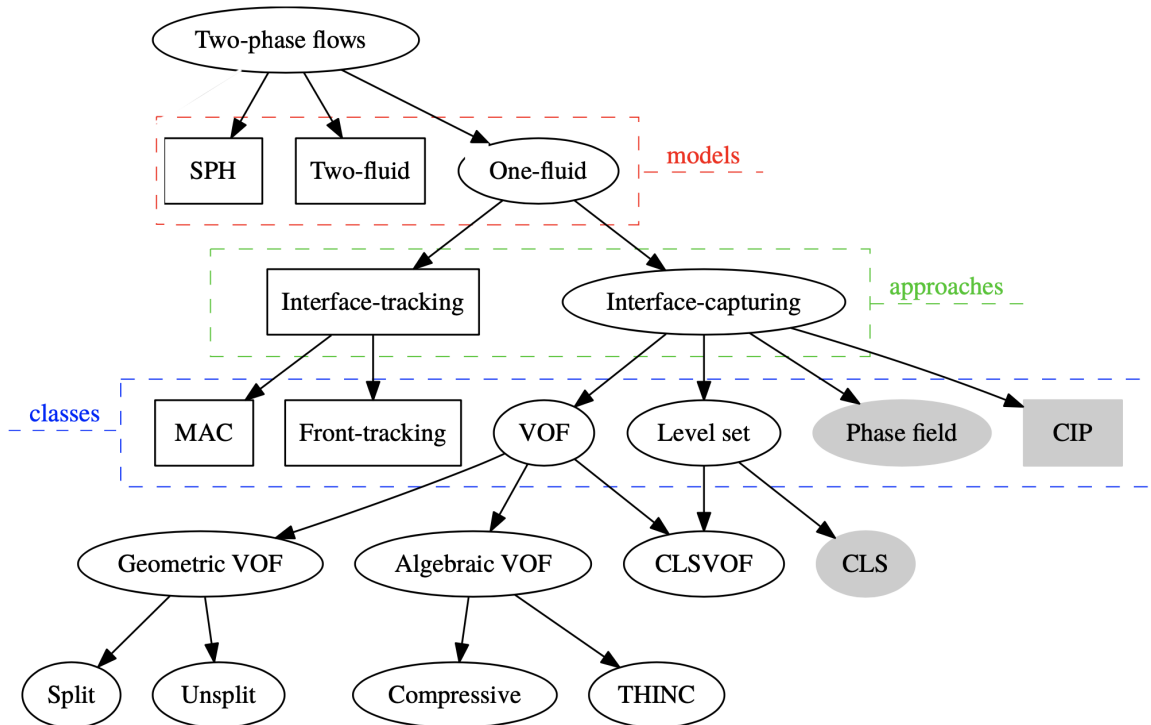 Two-phase flows
SPH
Two-fluid
One-fluid
models
Interface-tracking
Interface-capturing
approaches
classes
MAC
Front-tracking
VOF
Level set
Phase field
CIP
Geometric VOF
Algebraic VOF
CLSVOF
CLS
Split
Unsplit
Compressive
THINC